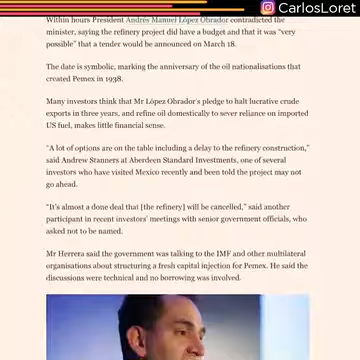 CarlosLoret
Within hours President Andrés Manuel López Obrador contradicted the
minister, saying the refinery project did have a budget and that it was "very
possible" that a tender would be announced on March 18.
The date is symbolic, marking the anniversary of the oil nationalisations that
created Pemex in 1938.
Many investors think that Mr López Obrador's pledge to halt lucrative crude
exports in three years, and refine oil domestically to sever reliance on imported
US fuel, makes little financial sense.
"A lot of options are on the table including a delay to the refinery construction,"
said Andrew Stanners at Aberdeen Standard Investments, one of several
investors who have visited Mexico recently and been told the project may not
go ahead.
"It's almost a done deal that [the refinery] will be cancelled," said another
participant in recent investors' meetings with senior government officials, who
asked not to be named.
Mr Herrera said the government was talking to the IMF and other multilateral
organisations about structuring a fresh capital injection for Pemex. He said the
discussions were technical and no borrowing was involved.